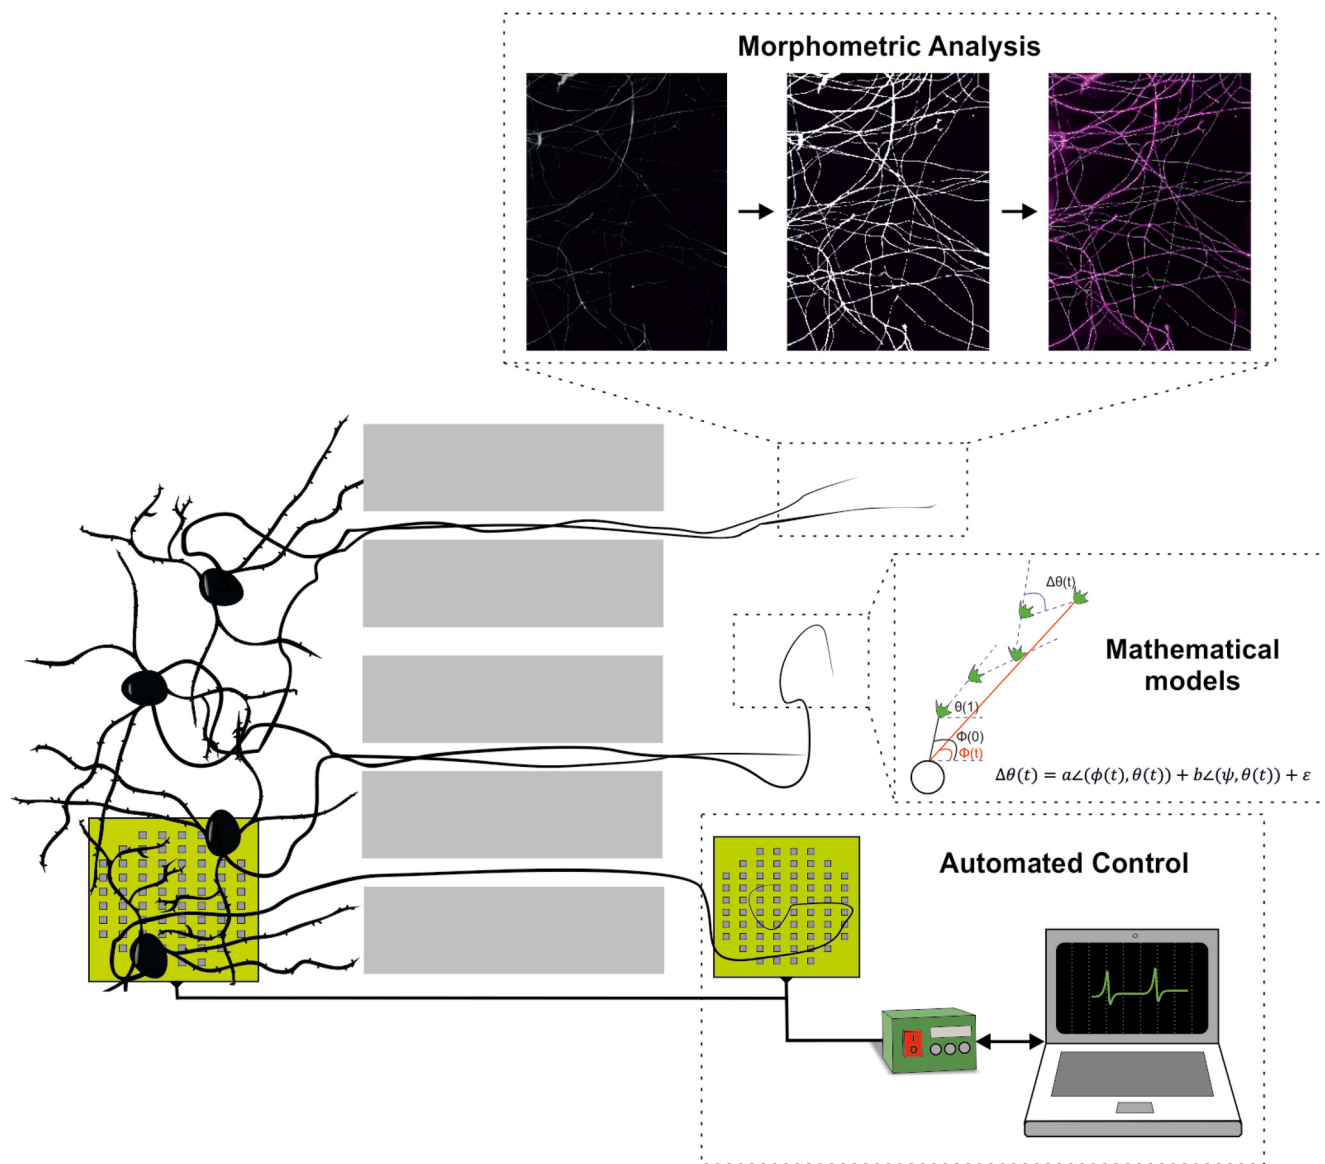 Morphometric Analysis
Δθ(t)
Mathematical
models
θ(1)
Φ(0)
Φ(t)
Δθ(t) = a∠(ϕ(t), θ(t)) + b∠(ψ, θ(t)) + ε
Automated Control
I
O